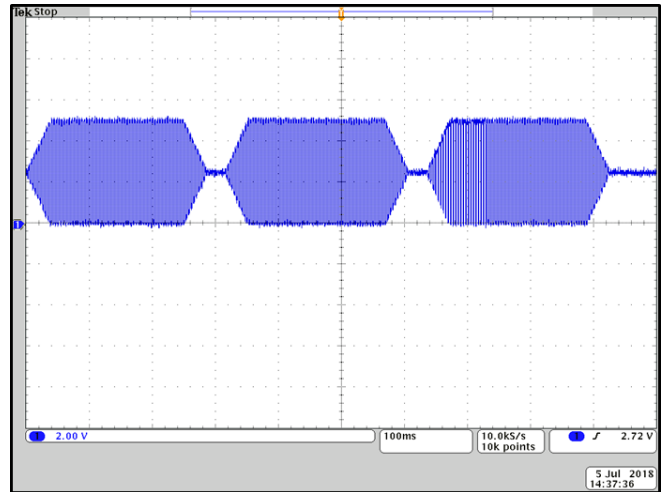 Tek Stop
1
1 2.00 V
100ms
10.0kS/s
10k points
1 2.72 V
5 Jul 2018
14:37:36